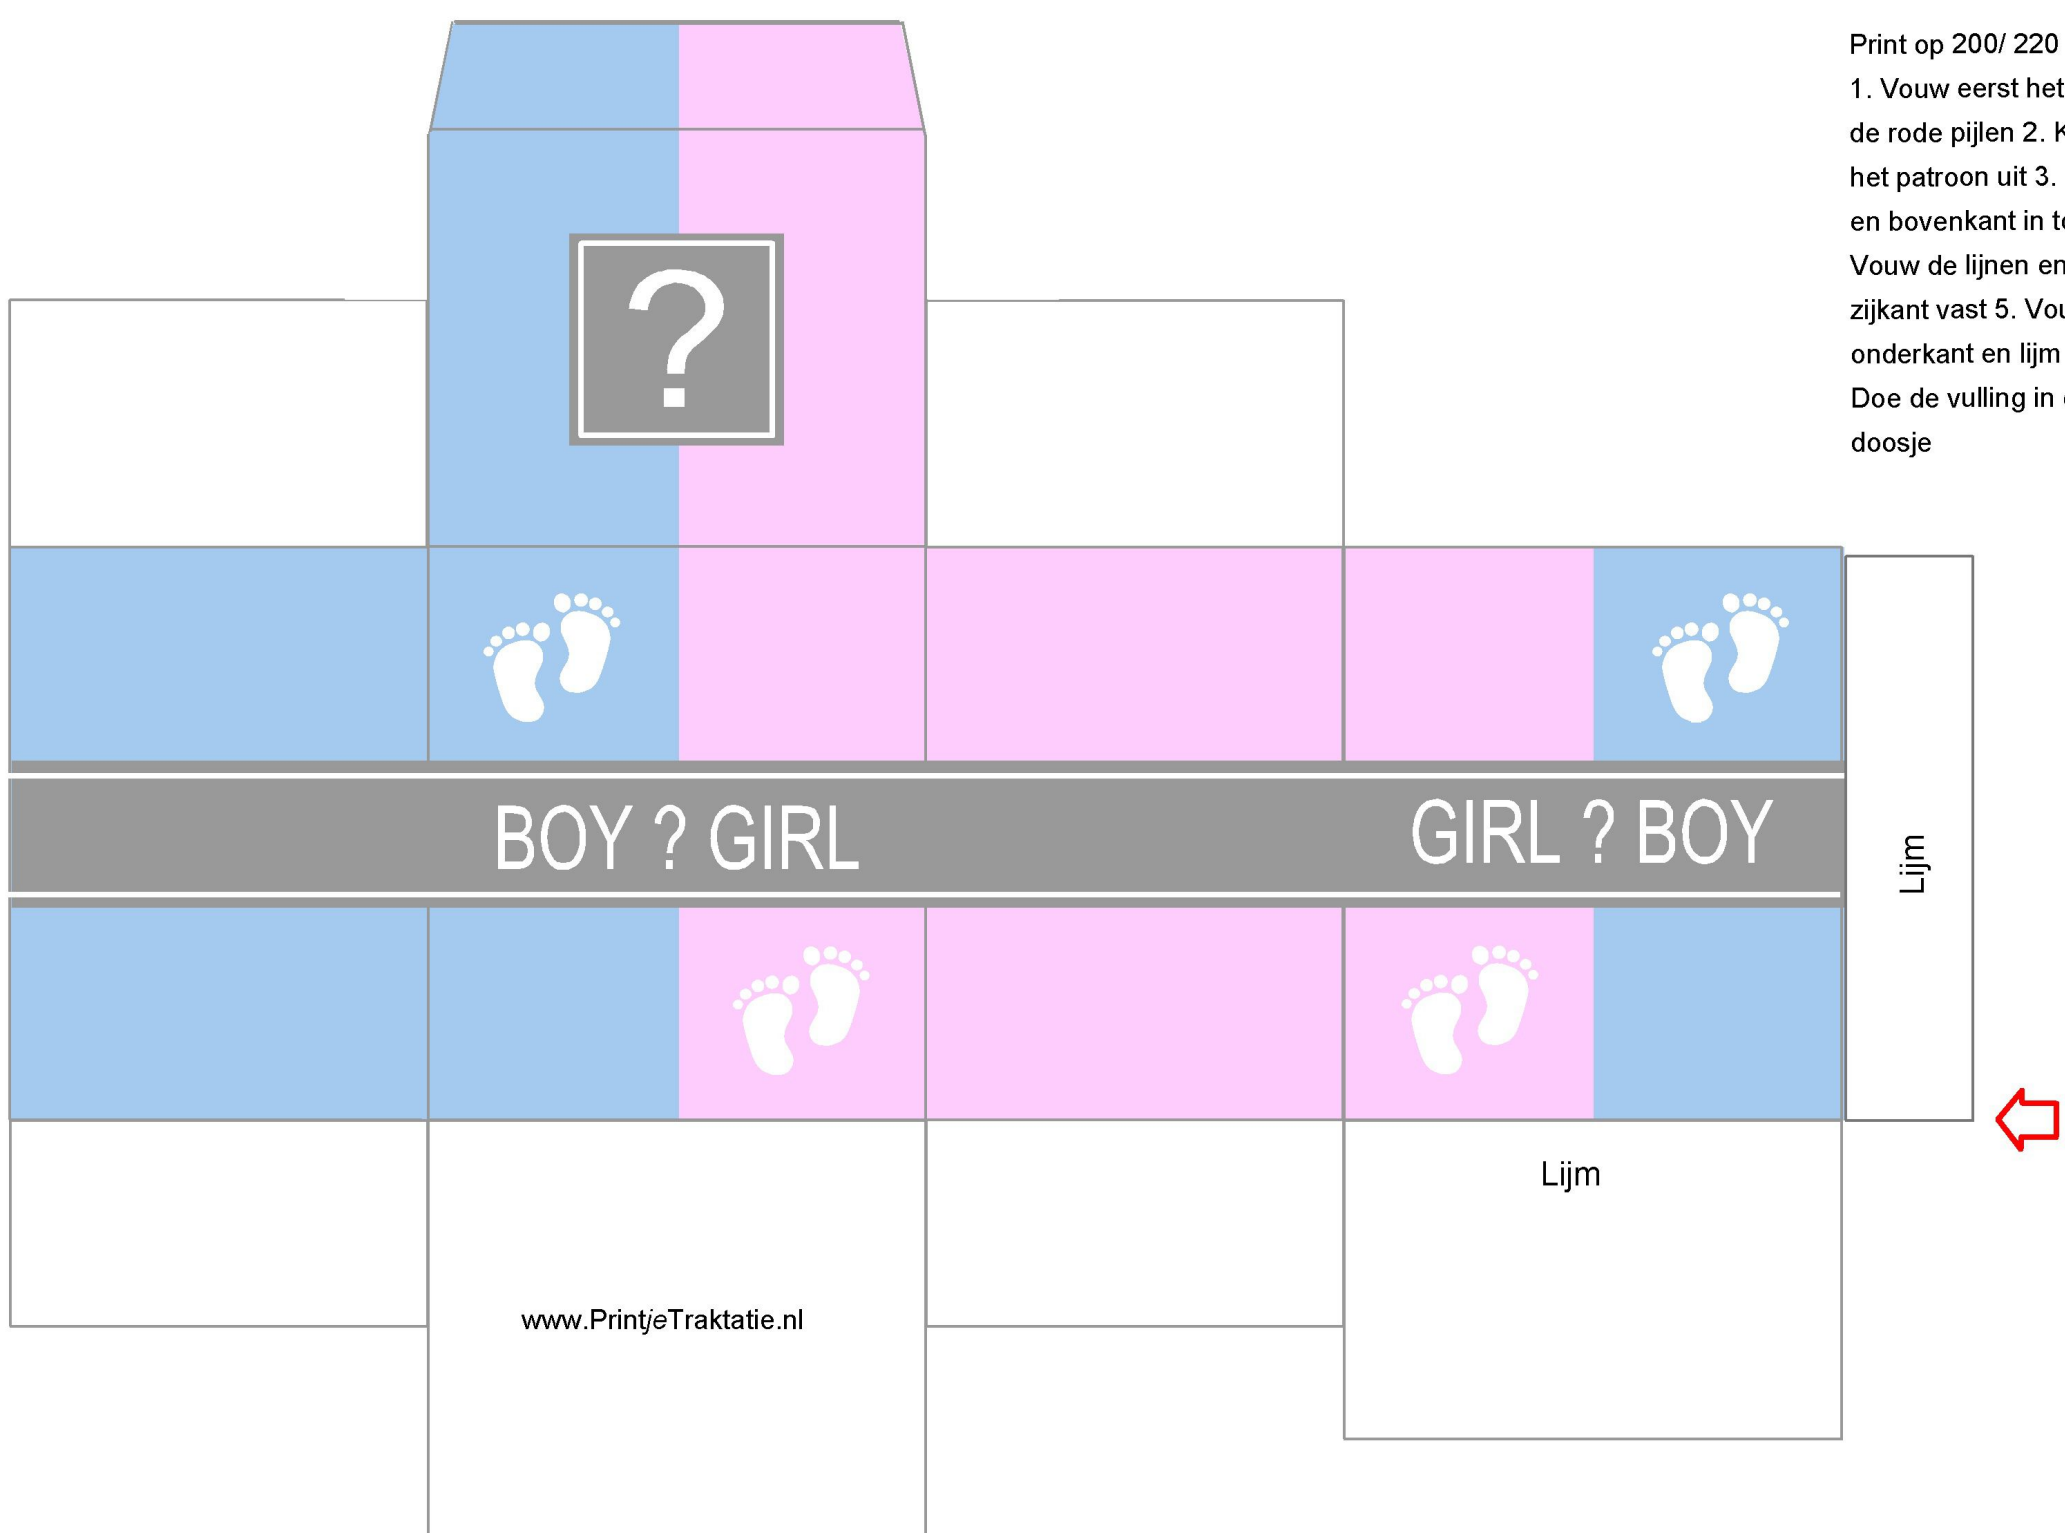 Print op 200/ 220
1. Vouw eerst het
de rode pijlen 2.
het patroon uit 3.
en bovenkant in
Vouw de lijnen en
zijkant vast 5.
onderkant en lijm
Doe de vulling in
doosje
?
BOY ? GIRL
GIRL ? BOY
Lijm
Lijm
www.PrintjeTraktatie.nl